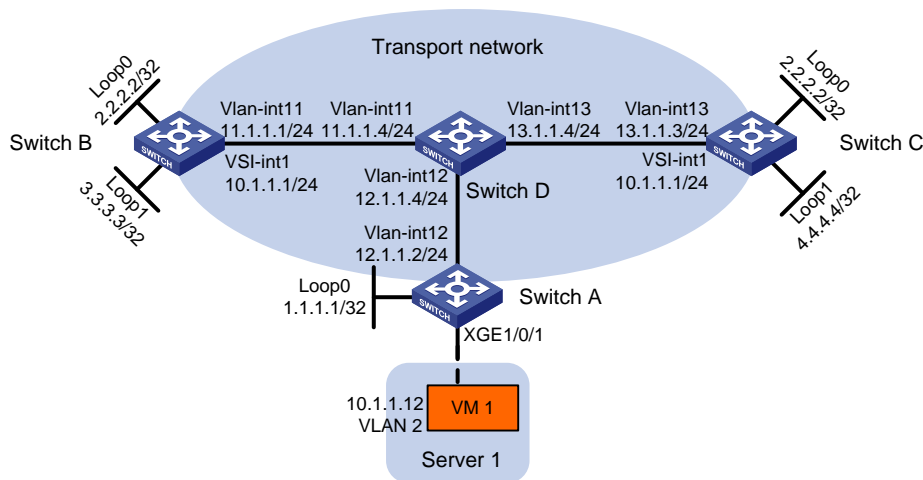 Transport network
Loop0
2.2.2.2/32
Switch B
Loop1
3.3.3.3/32
SWITCH
Vlan-int11
11.1.1.1/24
VSI-int1
10.1.1.1/24
Vlan-int11
11.1.1.4/24
SWITCH
Switch D
Vlan-int13
13.1.1.4/24
Vlan-int13
13.1.1.3/24
VSI-int1
10.1.1.1/24
SWITCH
Loop0
2.2.2.2/32
Switch C
Loop1
4.4.4.4/32
Vlan-int12
12.1.1.4/24
Vlan-int12
12.1.1.2/24
Loop0
1.1.1.1/32
SWITCH
Switch A
XGE1/0/1
10.1.1.12
VLAN 2
VM 1
Server 1